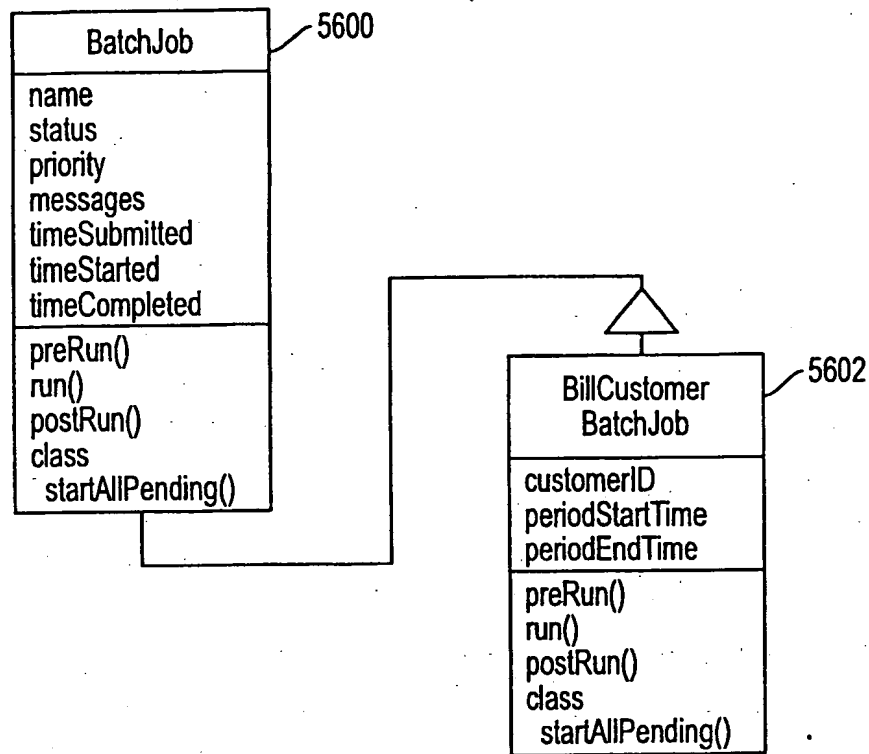 BatchJob
5600
name
status
priority
messages
timeSubmitted
timeStarted
timeCompleted
preRun()
run()
postRun()
class
startAllPending()
BillCustomer
BatchJob
5602
customerID
periodStartTime
periodEndTime
preRun()
run()
postRun()
class
startAllPending()